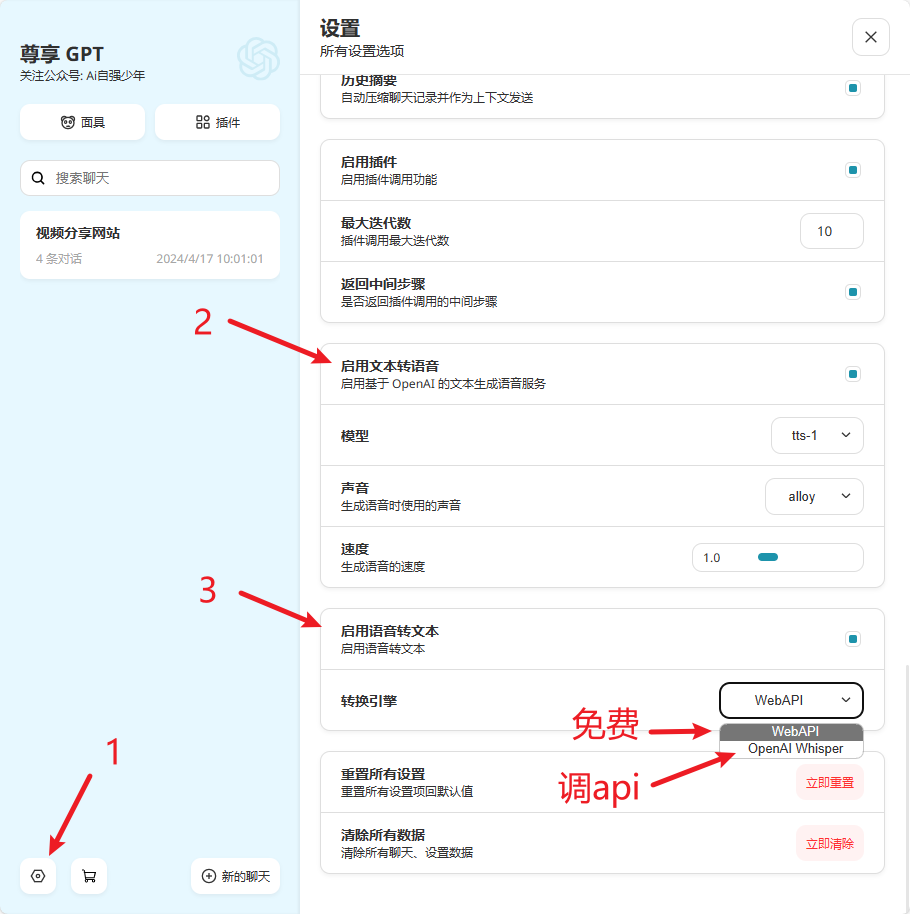 尊享 GPT
关注公众号: Ai自强少年
面具
插件
搜索聊天
视频分享网站
4 条对话
2024/4/17 10:01:01
新的聊天
设置
所有设置选项
历史摘要
自动压缩聊天记录并作为上下文发送
启用插件
启用插件调用功能
最大迭代数
插件调用最大迭代数
10
返回中间步骤
是否返回插件调用的中间步骤
2
启用文本转语音
启用基于 OpenAI 的文本生成语音服务
模型
tts-1
声音
生成语音时使用的声音
alloy
速度
生成语音的速度
1.0
3
启用语音转文本
启用语音转文本
转换引擎
WebAPI
免费
WebAPI
OpenAI Whisper
调api
1
重置所有设置
重置所有设置项回默认值
立即重置
清除所有数据
清除所有聊天、设置数据
立即清除